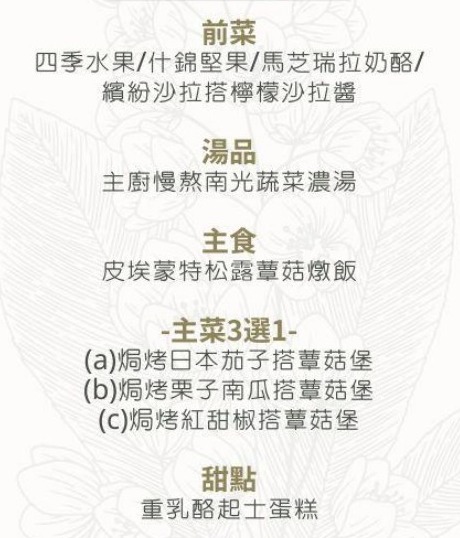 前菜
四季水果/什錦堅果/馬芝瑞拉奶酪/
繽紛沙拉搭檸檬沙拉醬
湯品
主廚慢熬南光蔬菜濃湯
主食
皮埃蒙特松露蕈菇燉飯
-主菜3選1-
(a)焗烤日本茄子搭蕈菇堡
(b)焗烤栗子南瓜搭蕈菇堡
(c)焗烤紅甜椒搭蕈菇堡
甜點
重乳酪起士蛋糕